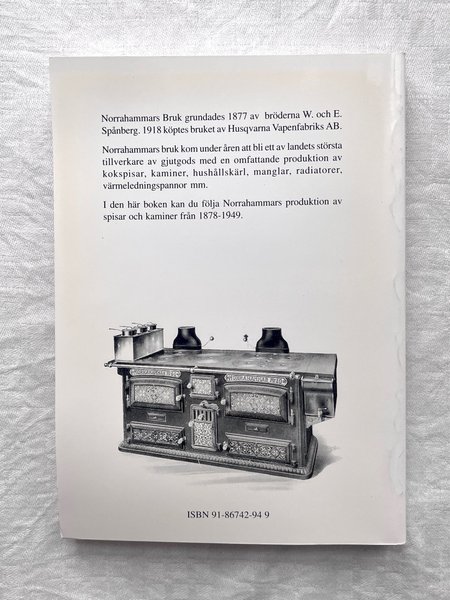 Norrahammars Bruk grundades 1877 av bröderna W. och E.
Spånberg. 1918 köptes bruket av Husqvarna Vapenfabriks AB.
Norrahammars bruk kom under åren att bli ett av landets största
tillverkare av gjutgods med en omfattande produktion av
kokspisar, kaminer, hushållskärl, manglar, radiatorer,
värmeledningspannor mm.
I den här boken kan du följa Norrahammars produktion av
spisar och kaminer från 1878-1949.
NORRAHAMMAR
NORRAHAMMAR
ISBN 91-86742-94 9